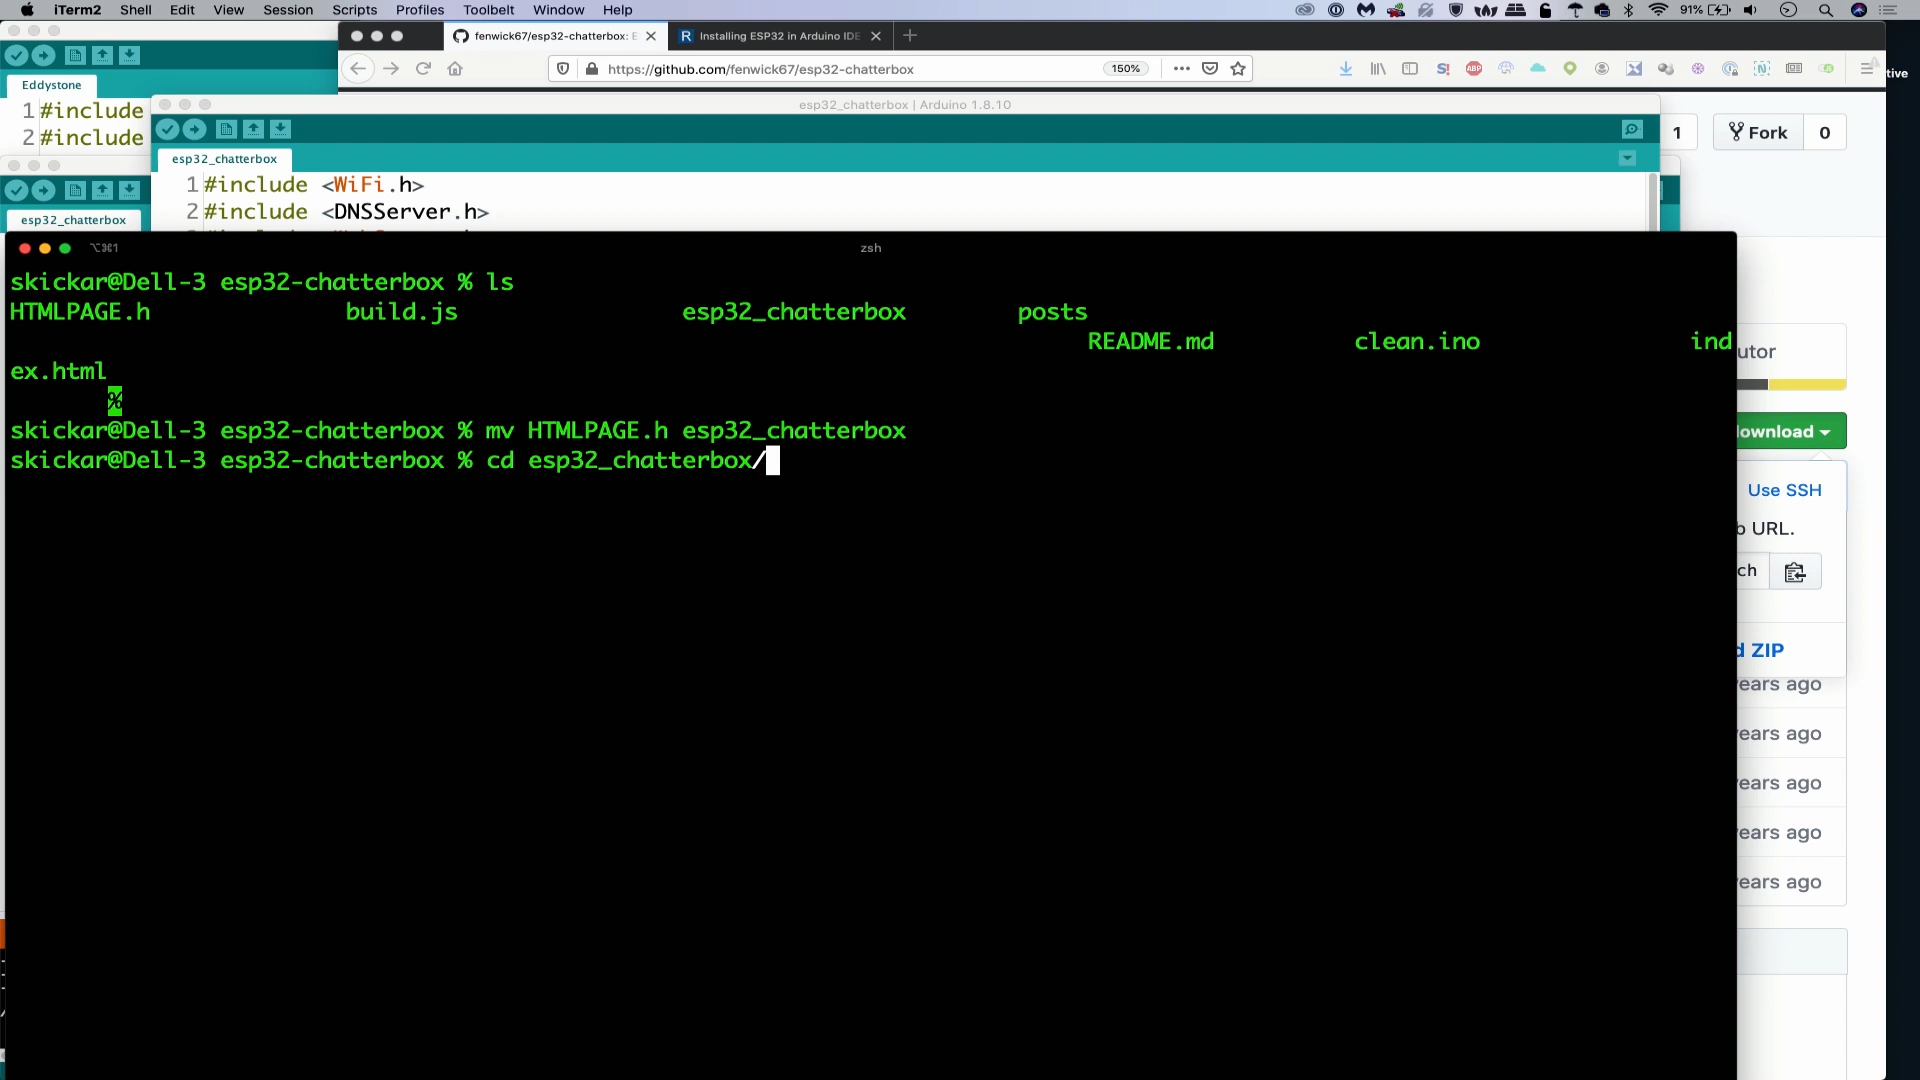 iTerm2 Shell Edit View Session Scripts Profiles Toolbelt Window Help 91%
fenwick67/esp32-chatterbox: E Installing ESP32 in Arduino IDE
https://github.com/fenwick67/esp32-chatterbox 150%
tive
Eddystone
1 #include
2 #include
esp32_chatterbox | Arduino 1.8.10
1 Fork 0
esp32_chatterbox
1 #include <WiFi.h>
2 #include <DNSServer.h>
esp32_chatterbox
⌥⌘1 zsh
skickar@Dell-3 esp32-chatterbox % ls
HTMLPAGE.h build.js esp32_chatterbox posts
README.md clean.ino ind
ex.html
%
skickar@Dell-3 esp32-chatterbox % mv HTMLPAGE.h esp32_chatterbox
skickar@Dell-3 esp32-chatterbox % cd esp32_chatterbox/
utor
ownload
Use SSH
b URL.
ch
d ZIP
ears ago
ears ago
ears ago
ears ago
ears ago